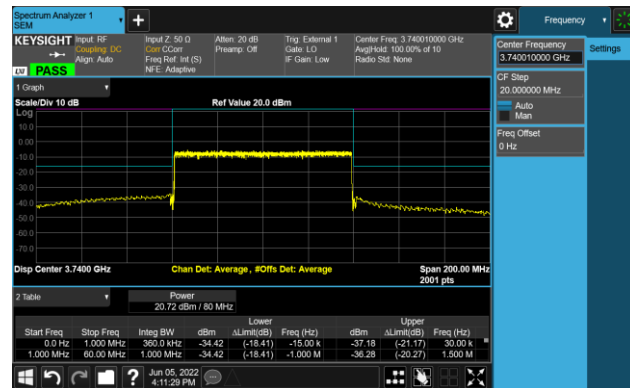 Spectrum Analyzer 1
SEM
Frequency
KEYSIGHT Input: RF
Coupling: DC
Align: Auto
Input Z: 50 Ω
Corr CCorr
Freq Ref: Int (S)
NFE: Adaptive
Atten: 20 dB
Preamp: Off
Trig: External 1
Gate: LO
IF Gain: Low
Center Freq: 3.740010000 GHz
Avg|Hold: 100.00% of 10
Radio Std: None
LXI PASS
Center Frequency
3.740010000 GHz
Settings
CF Step
20.000000 MHz
Auto
Man
Freq Offset
0 Hz
1 Graph
Scale/Div 10 dB
Ref Value 20.0 dBm
Log
10.0
0.00
-10.0
-20.0
-30.0
-40.0
-50.0
-60.0
-70.0
Disp Center 3.7400 GHz
Chan Det: Average , #Offs Det: Average
Span 200.00 MHz
2001 pts
2 Table
Power
20.72 dBm / 80 MHz
Lower Upper
Start Freq Stop Freq Integ BW dBm ΔLimit(dB) Freq (Hz) dBm ΔLimit(dB) Freq (Hz)
0.0 Hz 1.000 MHz 360.0 kHz -34.42 (-18.41) -15.00 k -37.18 (-21.17) 30.00 k
1.000 MHz 60.00 MHz 1.000 MHz -34.42 (-18.41) -1.000 M -36.28 (-20.27) 1.500 M
?
Jun 05, 2022
4:11:29 PM